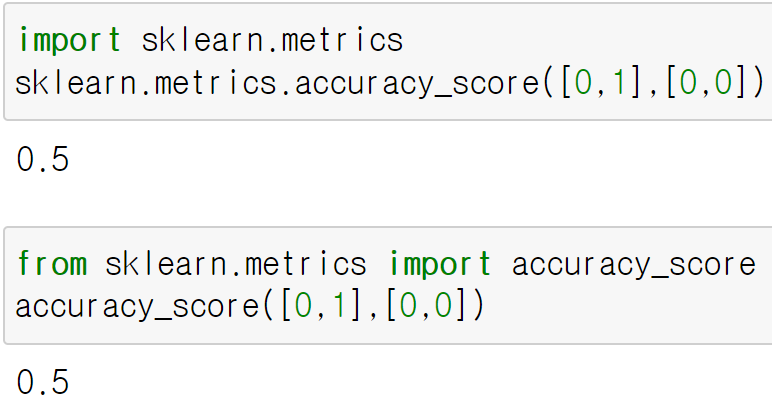 import sklearn.metrics
sklearn.metrics.accuracy_score([0,1],[0,0])
0.5
from sklearn.metrics import accuracy_score
accuracy_score([0,1],[0,0])
0.5